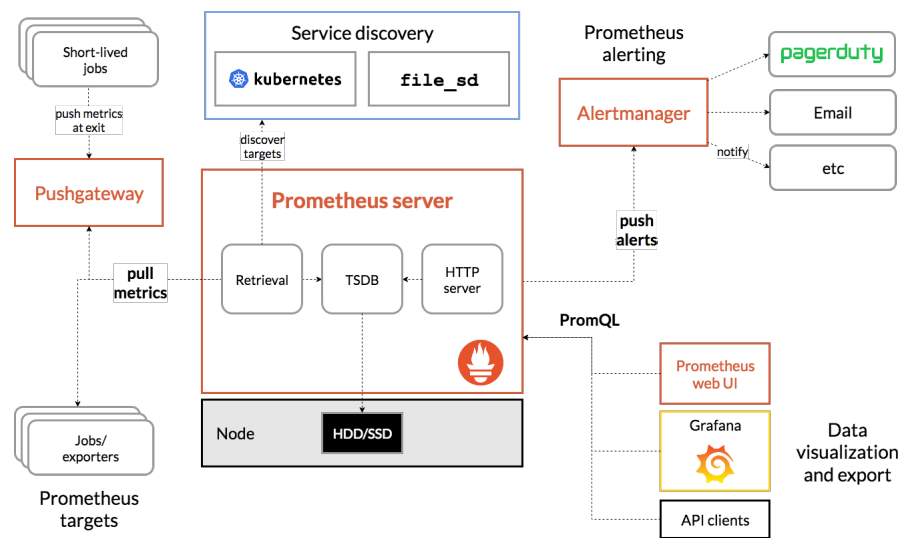 Short-lived
jobs
push metrics
at exit
Pushgateway
Service discovery
kubernetes
file_sd
discover
targets
Prometheus
alerting
Alertmanager
pagerduty
Email
notify
etc
Prometheus server
Retrieval
TSDB
HTTP
server
pull
metrics
push
alerts
PromQL
Node
HDD/SSD
Jobs/
exporters
Prometheus
targets
Prometheus
web UI
Grafana
API clients
Data
visualization
and export